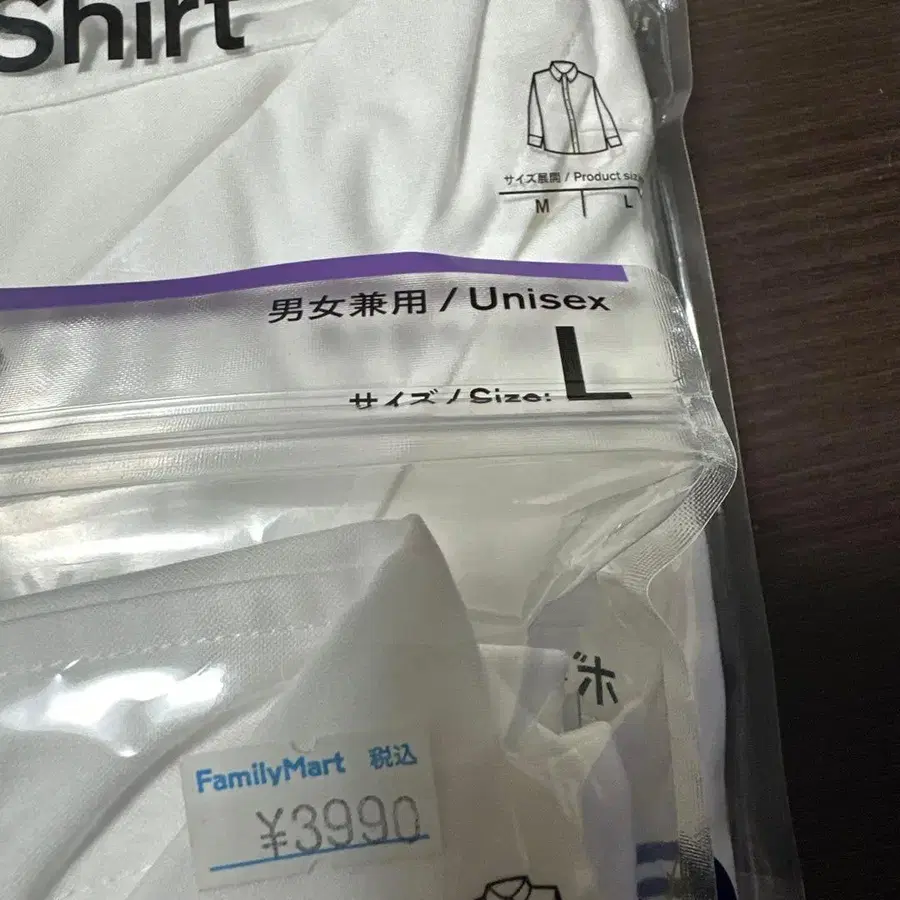 Shirt
サイズ展開 / Product size
M L
男女兼用 / Unisex
サイズ / Size: L
ボ
FamilyMart 税込
¥3990